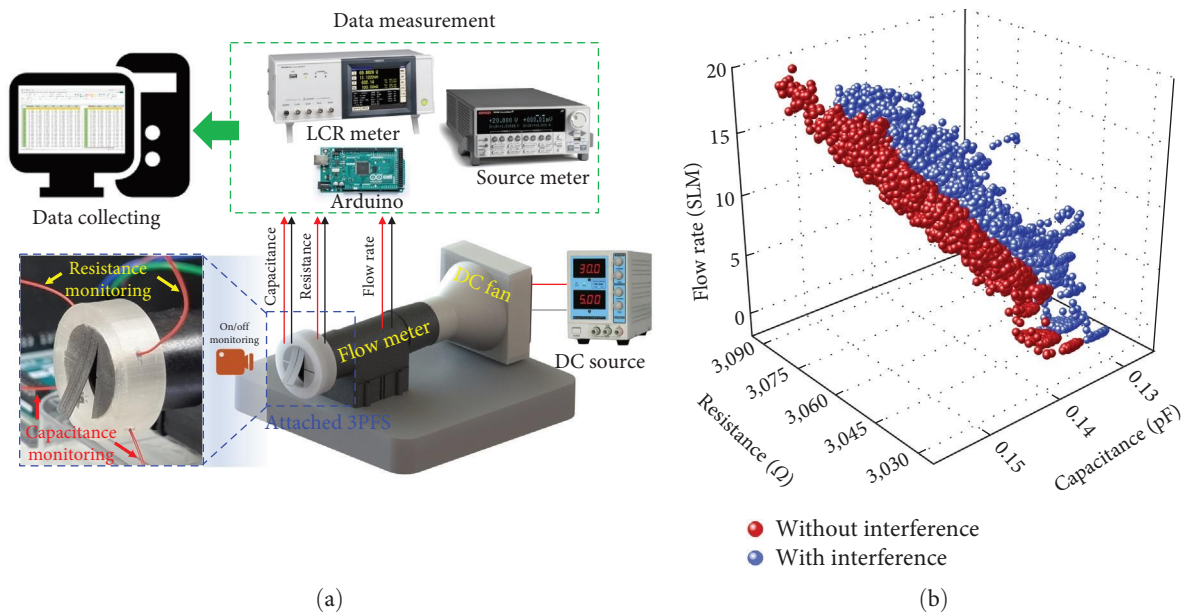 Data measurement
LCR meter
Arduino
Source meter
Data collecting
Capacitance
Resistance
Flow rate
Resistance
monitoring
Capacitance
monitoring
On/off
monitoring
DC fan
Flow meter
Attached 3PFS
30.0
5.00
DC source
(a)
Flow rate (SLM)
20
15
10
5
0
3,090
3,075
3,060
3,045
3,030
Resistance (Ω)
0.15
0.14
0.13
Capacitance (pF)
Without interference
With interference
(b)